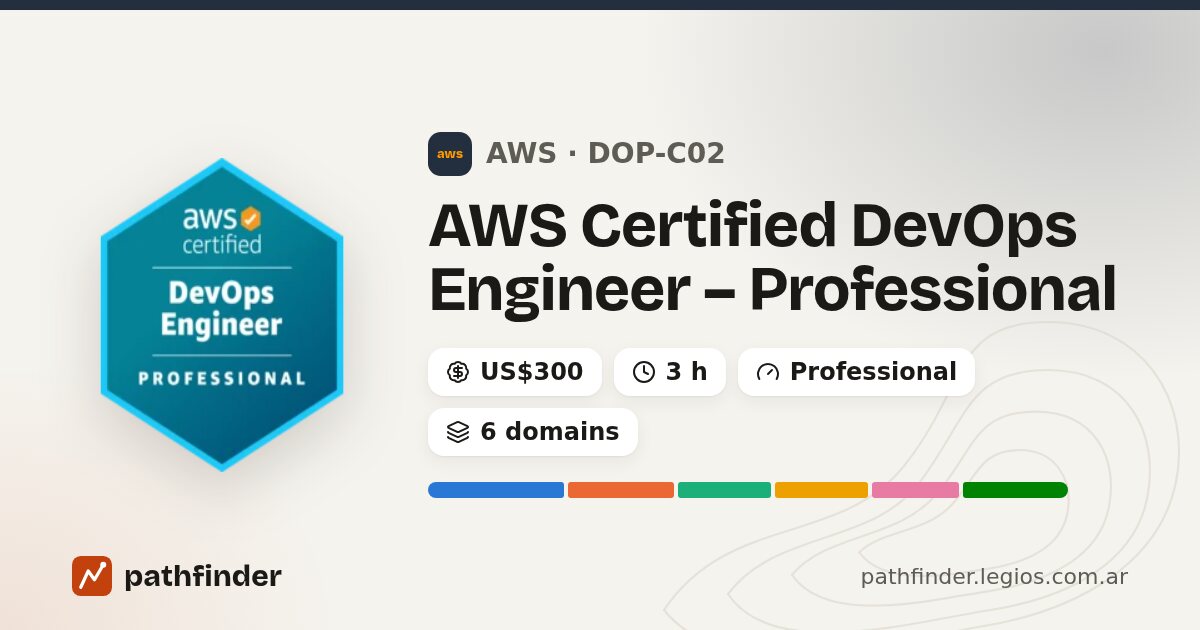 aws
certified
DevOps
Engineer
PROFESSIONAL
aws
AWS · DOP-C02
AWS Certified DevOps
Engineer – Professional
US$300
3 h
Professional
6 domains
pathfinder
pathfinder.legios.com.ar